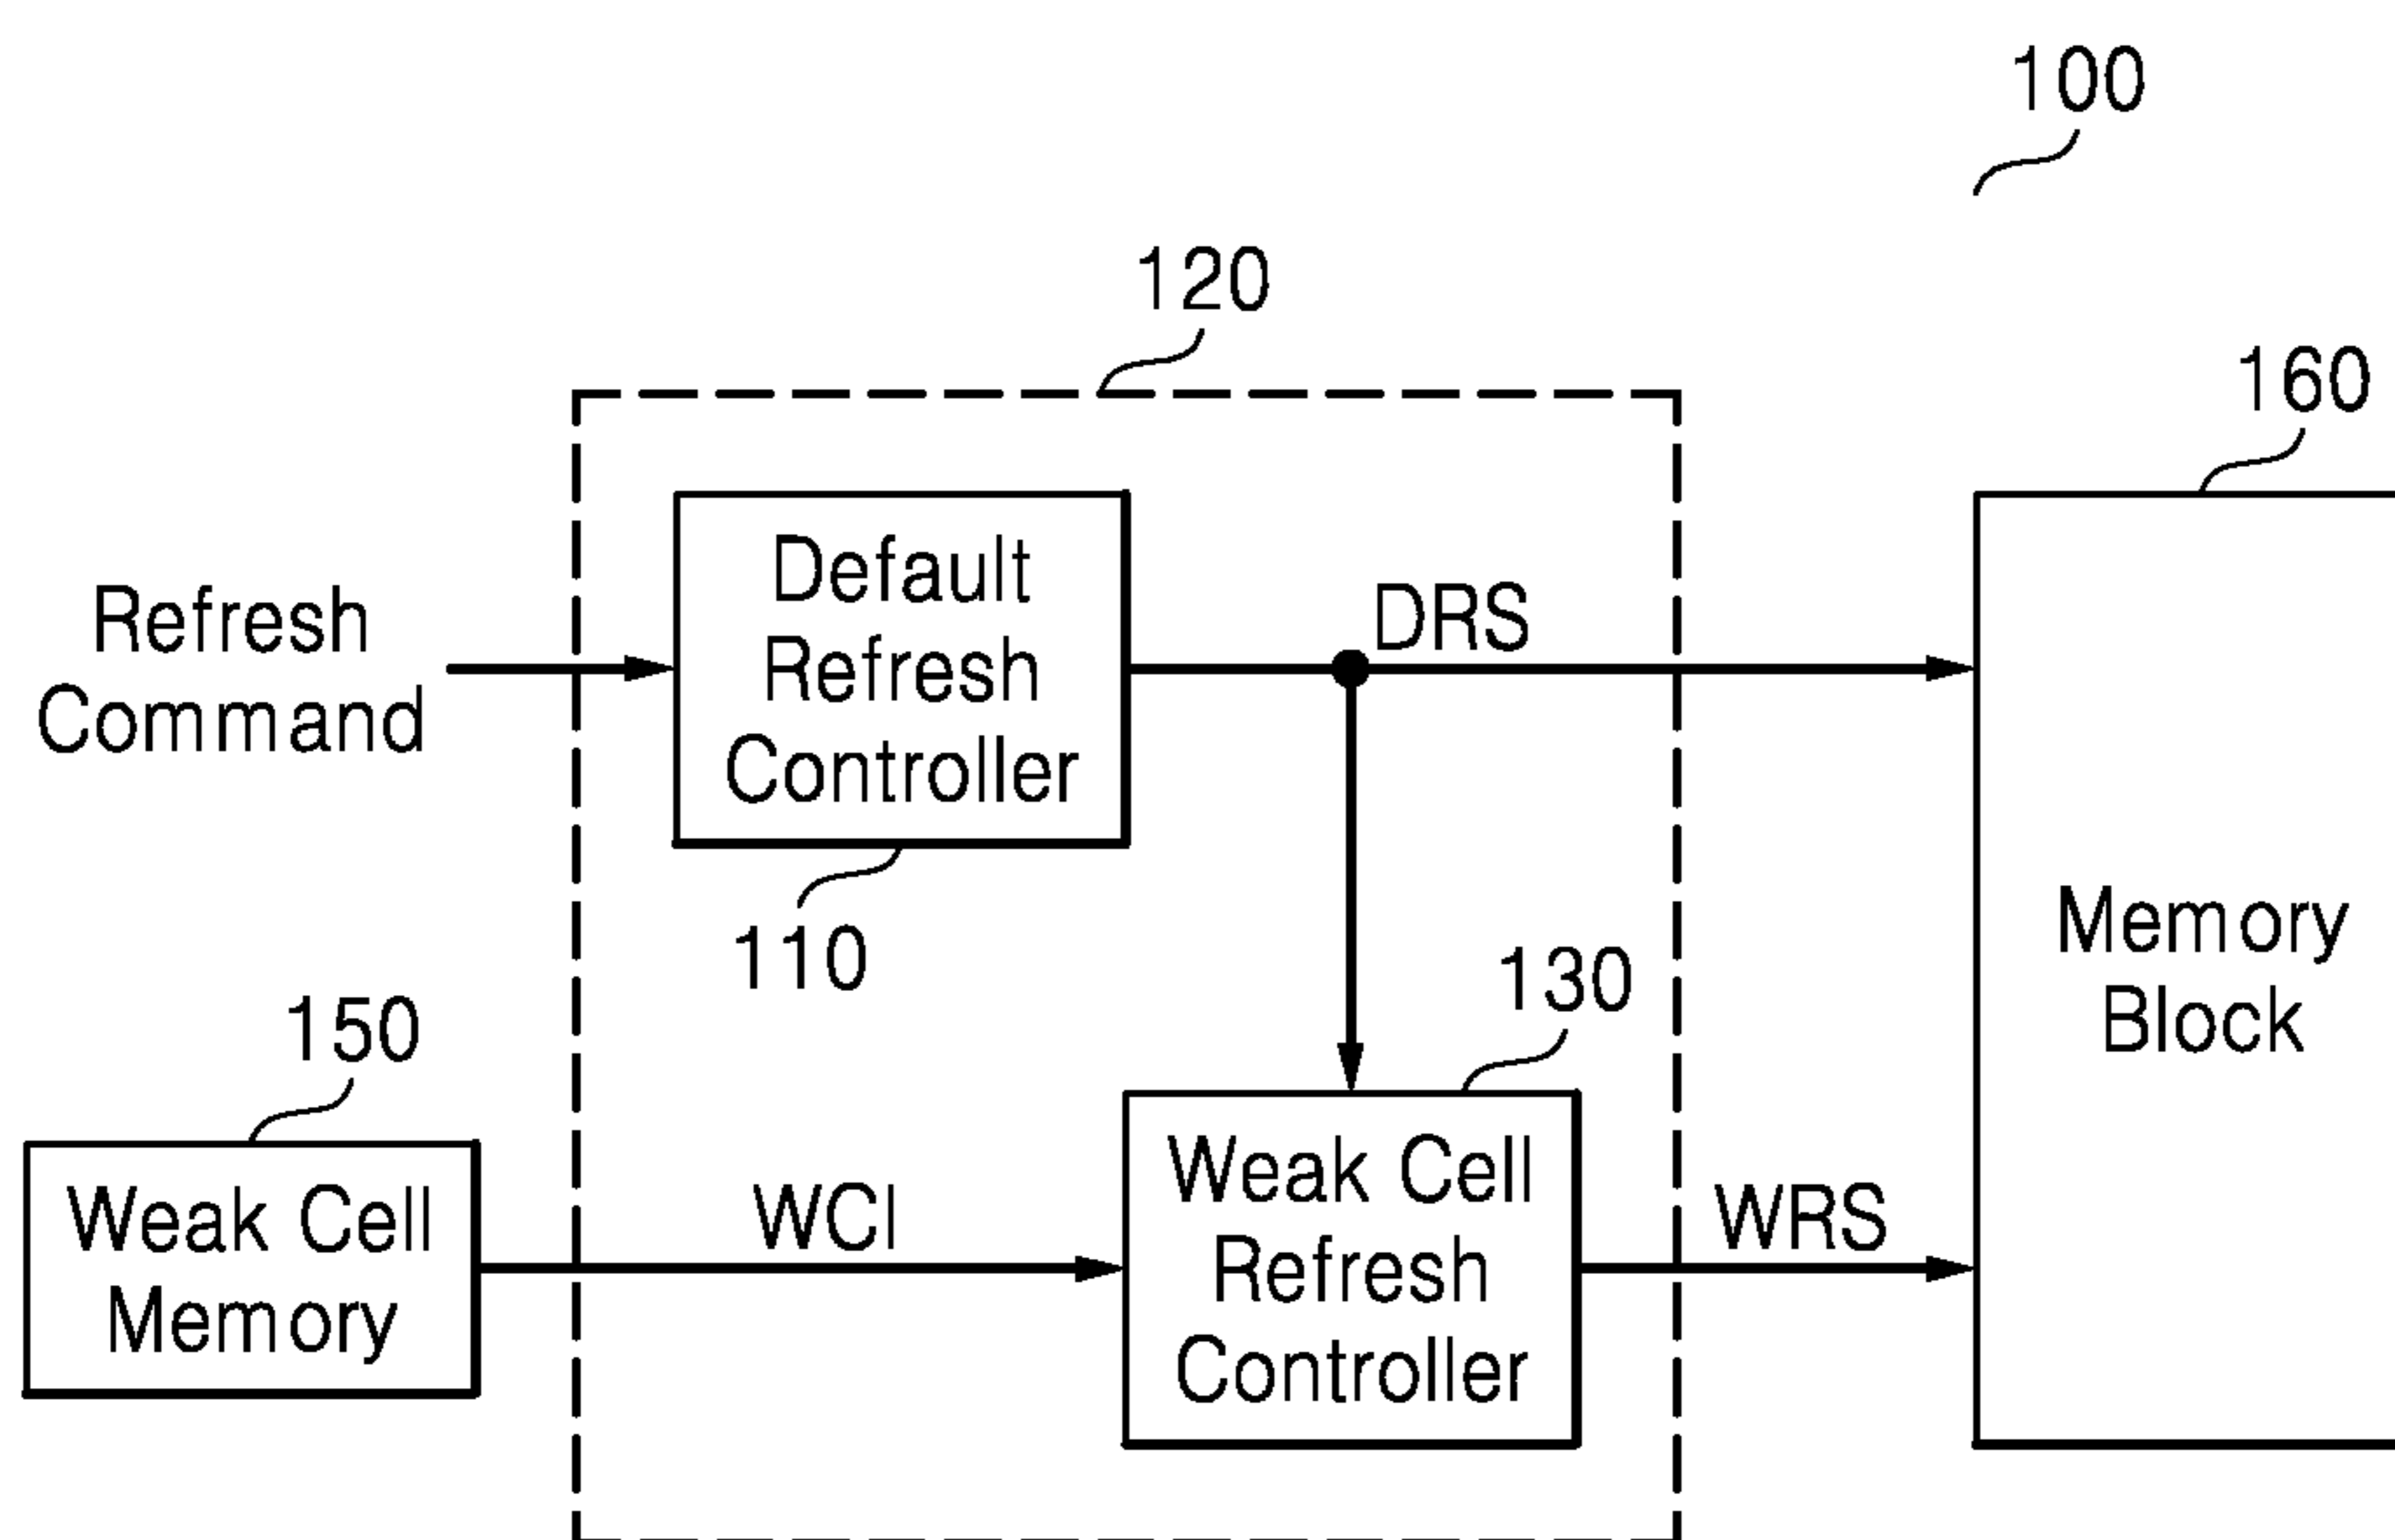 100
120
160
Default
Refresh
Controller
Refresh
Command
DRS
110
Memory
Block
130
150
Weak Cell
Memory
WCI
Weak Cell
Refresh
Controller
WRS